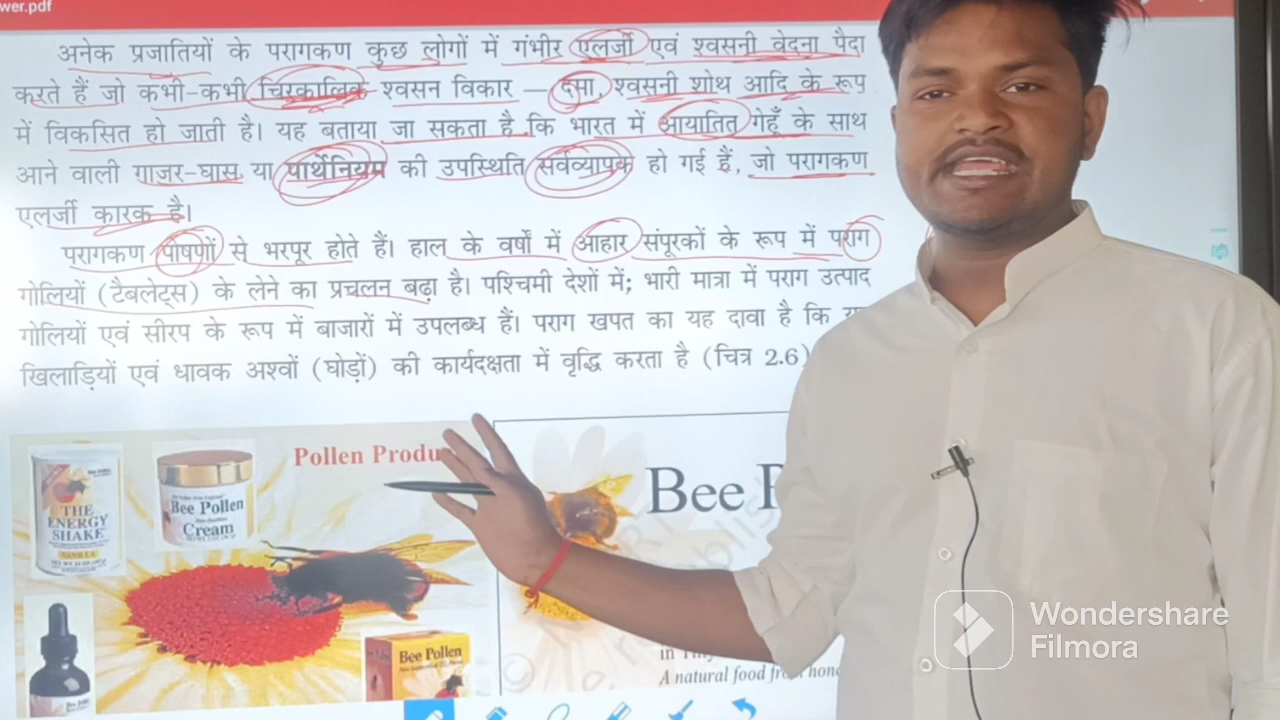 wer.pdf
अनेक प्रजातियों के परागकण कुछ लोगों में गंभीर एलर्जी एवं श्वसनी वेदना पैदा
करते हैं जो कभी-कभी चिरकालिक श्वसन विकार — दमा, श्वसनी शोथ आदि के रूप
में विकसित हो जाती है। यह बताया जा सकता है कि भारत में आयातित गेहूँ के साथ
आने वाली गाजर-घास या पार्थेनियम की उपस्थिति सर्वव्यापक हो गई हैं, जो परागकण
एलर्जी कारक है।
परागकण पोषणों से भरपूर होते हैं। हाल के वर्षों में आहार संपूरकों के रूप में पराग
गोलियों (टैबलेट्स) के लेने का प्रचलन बढ़ा है। पश्चिमी देशों में; भारी मात्रा में पराग उत्पाद
गोलियों एवं सीरप के रूप में बाजारों में उपलब्ध हैं। पराग खपत का यह दावा है कि
खिलाड़ियों एवं धावक अश्वों (घोड़ों) की कार्यदक्षता में वृद्धि करता है (चित्र 2.6)
Pollen Produ
THE
ENERGY
SHAKE
VANILLA
Bee Pollen
Cream
Bee Pollen
Bee P
in
A natural food from hone
Wondershare
Filmora